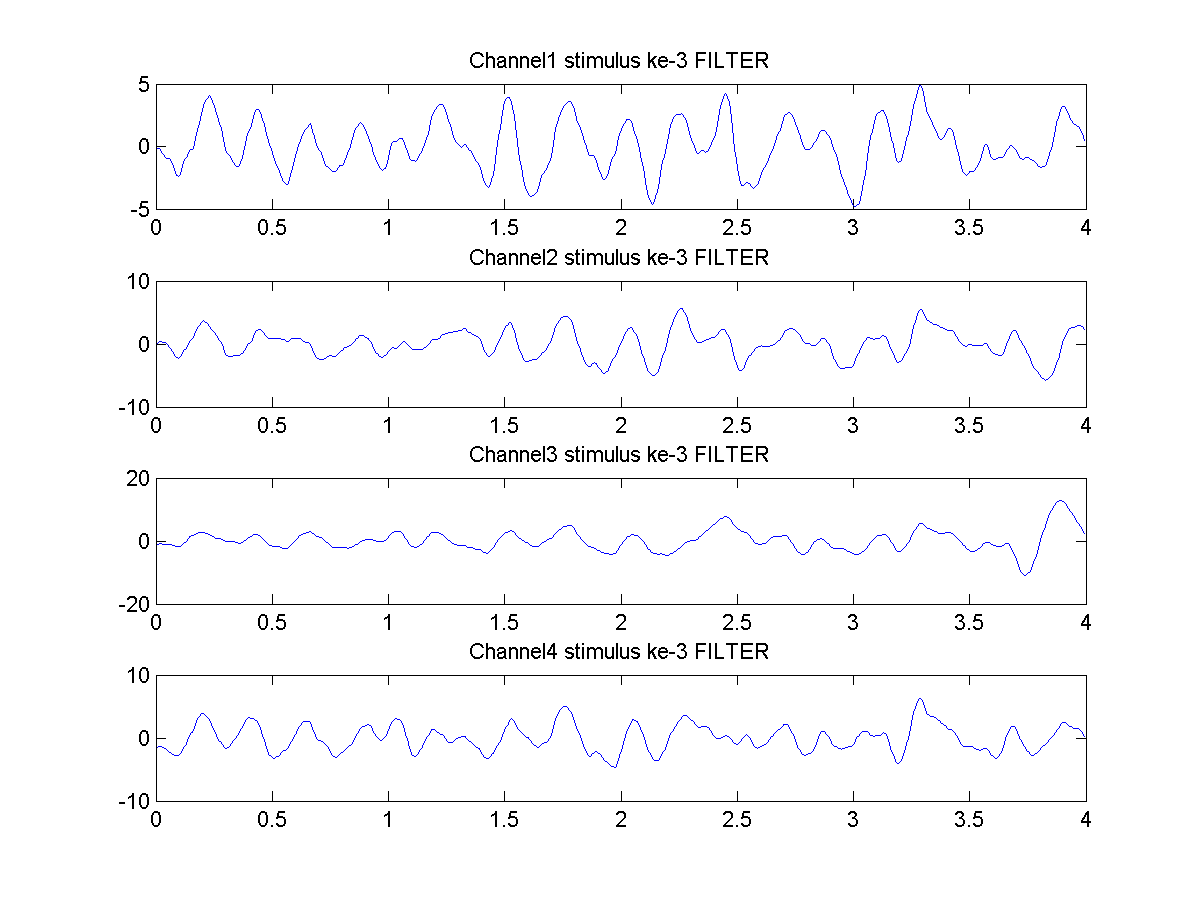 Channel1 stimulus ke-3 FILTER
5
0
-5
0 0.5 1 1.5 2 2.5 3 3.5 4
Channel2 stimulus ke-3 FILTER
10
0
-10
0 0.5 1 1.5 2 2.5 3 3.5 4
Channel3 stimulus ke-3 FILTER
20
0
-20
0 0.5 1 1.5 2 2.5 3 3.5 4
Channel4 stimulus ke-3 FILTER
10
0
-10
0 0.5 1 1.5 2 2.5 3 3.5 4